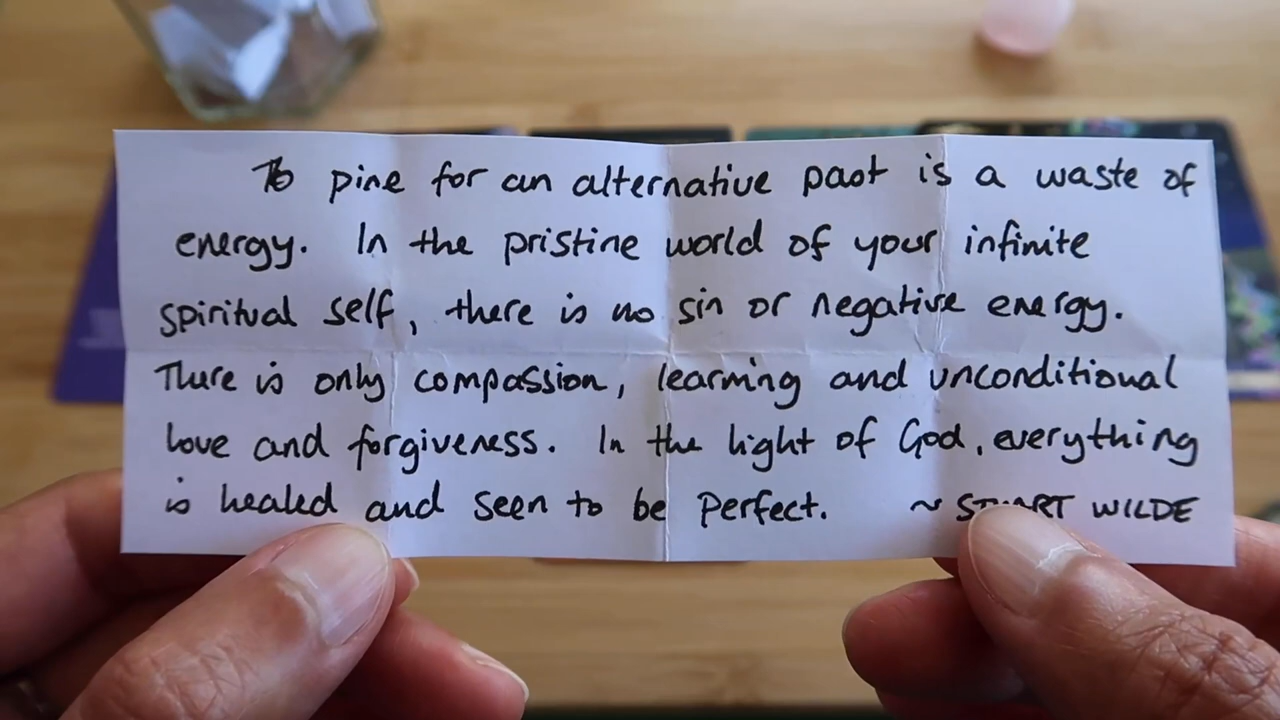 To pine for an alternative past is a waste of
energy. In the pristine world of your infinite
spiritual self, there is no sin or negative energy.
There is only compassion, learning and unconditional
love and forgiveness. In the light of God, everything
is healed and seen to be perfect. ~ STUART WILDE